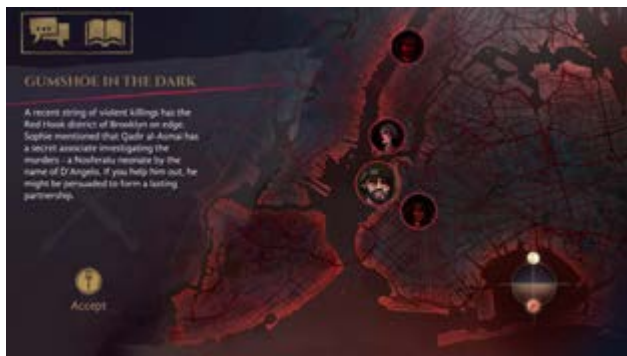 GUMSHOE IN THE DARK
A recent string of violent killings has the
Red Hook district of Brooklyn on edge.
Sophie mentioned that Qadir al-Asmai has
a secret associate investigating the
murders - a Nosferatu neonate by the
name of D'Angelo. If you help him out, he
might be persuaded to form a lasting
partnership.
Accept